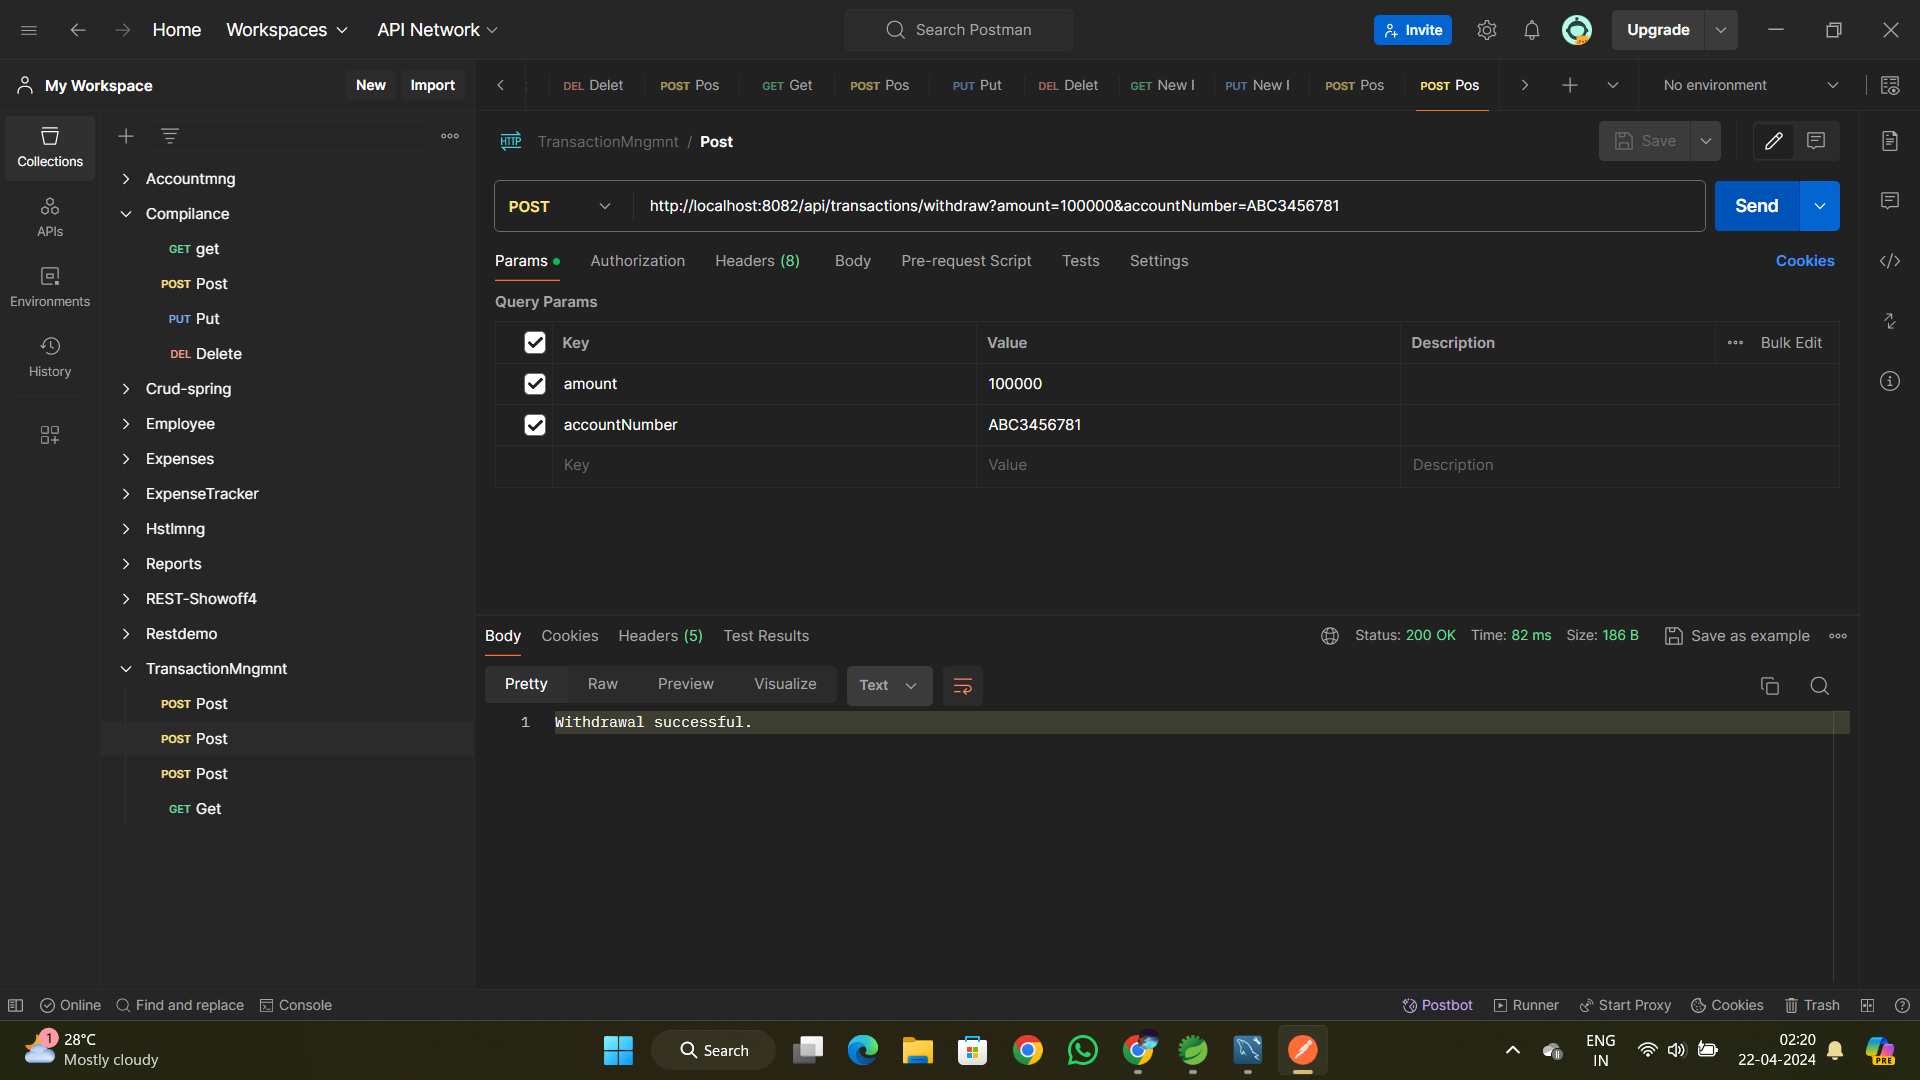 Home Workspaces API Network Search Postman Invite Upgrade
My Workspace New Import DEL Delet POST Pos GET Get POST Pos PUT Put DEL Delet GET New I PUT New I POST Pos POST Pos No environment
HTTP TransactionMngmnt / Post Save
Collections
APIs
Environments
History
Accountmng
Compilance
GET get
POST Post
PUT Put
DEL Delete
Crud-spring
Employee
Expenses
ExpenseTracker
Hstlmng
Reports
REST-Showoff4
Restdemo
TransactionMngmnt
POST Post
POST Post
POST Post
GET Get
POST http://localhost:8082/api/transactions/withdraw?amount=100000&accountNumber=ABC3456781 Send
Params Authorization Headers (8) Body Pre-request Script Tests Settings Cookies
Query Params
Key Value Description Bulk Edit
amount 100000
accountNumber ABC3456781
Key Value Description
Body Cookies Headers (5) Test Results Status: 200 OK Time: 82 ms Size: 186 B Save as example
Pretty Raw Preview Visualize Text
1 Withdrawal successful.
Online Find and replace Console Postbot Runner Start Proxy Cookies Trash
1 28°C
Mostly cloudy
Search
PRE
ENG
IN
02:20
22-04-2024